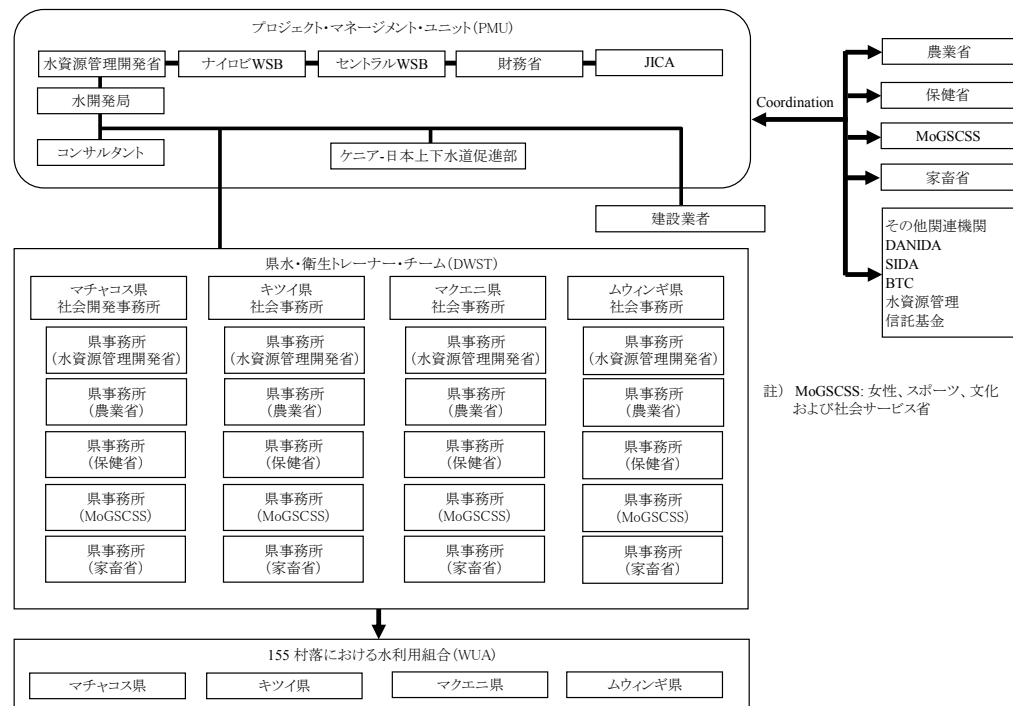 プロジェクト・マネージメント・ユニット(PMU)
水資源管理開発省
ナイロビWSB
セントラルWSB
財務省
JICA
水開発局
コンサルタント
ケニア-日本上下水道促進部
建設業者
Coordination
農業省
保健省
MoGSCSS
家畜省
その他関連機関
DANIDA
SIDA
BTC
水資源管理
信託基金
註） MoGSCSS: 女性、スポーツ、文化
および社会サービス省
県水・衛生トレーナー・チーム(DWST)
マチャコス県
社会開発事務所
キツイ県
社会事務所
マクエニ県
社会事務所
ムウィンギ県
社会事務所
県事務所
(水資源管理開発省)
県事務所
(水資源管理開発省)
県事務所
(水資源管理開発省)
県事務所
(水資源管理開発省)
県事務所
(農業省)
県事務所
(農業省)
県事務所
(農業省)
県事務所
(農業省)
県事務所
(保健省)
県事務所
(保健省)
県事務所
(保健省)
県事務所
(保健省)
県事務所
(MoGSCSS)
県事務所
(MoGSCSS)
県事務所
(MoGSCSS)
県事務所
(MoGSCSS)
県事務所
(家畜省)
県事務所
(家畜省)
県事務所
(家畜省)
県事務所
(家畜省)
155 村落における水利用組合(WUA)
マチャコス県
キツイ県
マクエニ県
ムウィンギ県